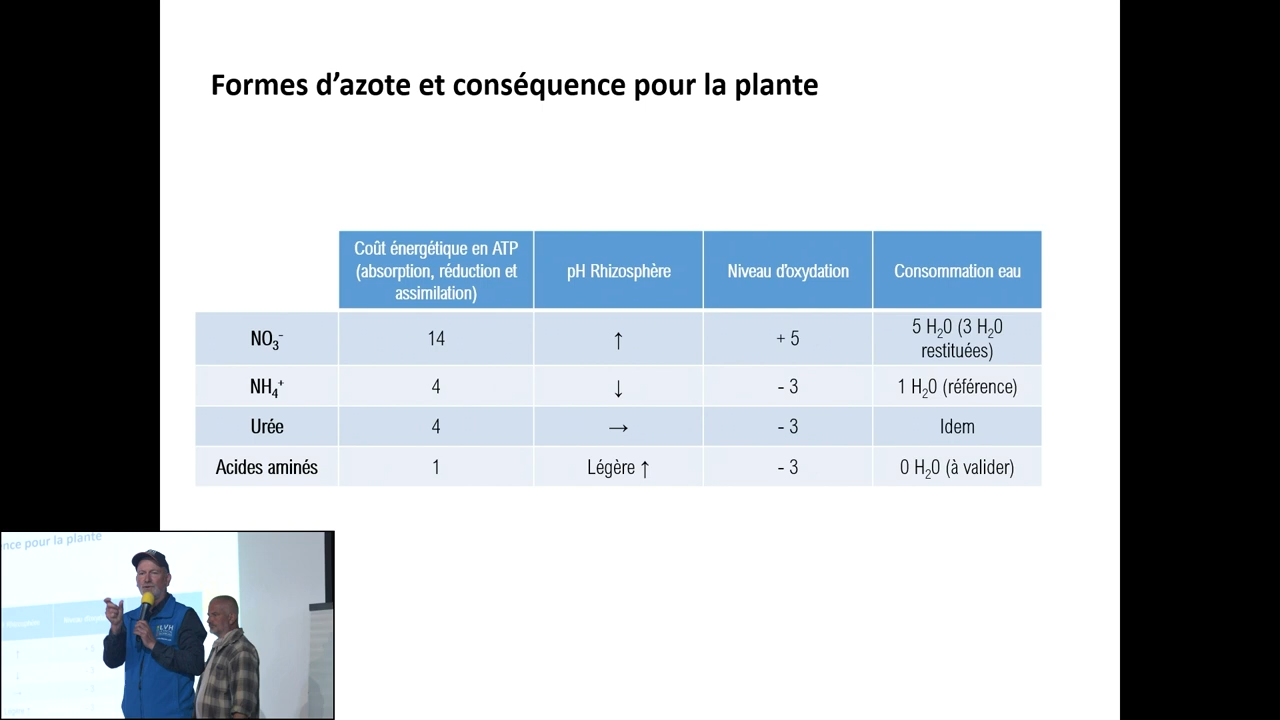 Formes d’azote et conséquence pour la plante
Coût énergétique en ATP
(absorption, réduction et
assimilation)
pH Rhizosphère
Niveau d’oxydation
Consommation eau
NO₃⁻
14
↑
+ 5
5 H₂0 (3 H₂0
restituées)
NH₄⁺
4
↓
- 3
1 H₂0 (référence)
Urée
4
→
- 3
Idem
Acides aminés
1
Légère ↑
- 3
0 H₂0 (à valider)
nce pour la plante